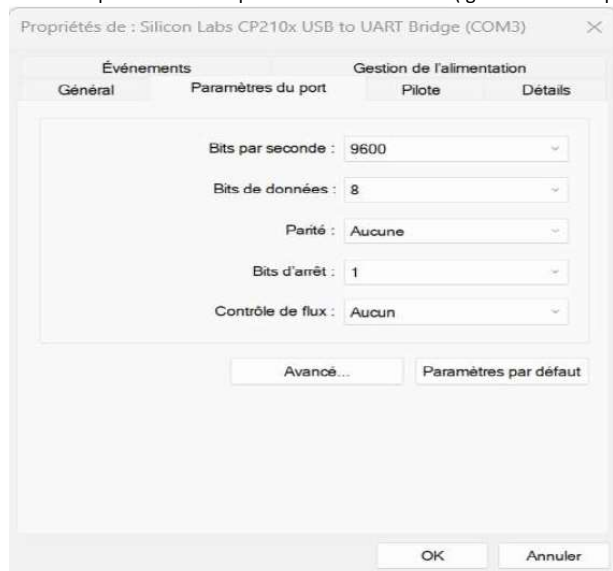 Propriétés de : Silicon Labs CP210x USB to UART Bridge (COM3)
Événements Gestion de l'alimentation
Général Paramètres du port Pilote Détails
Bits par seconde : 9600
Bits de données : 8
Parité : Aucune
Bits d'arrêt : 1
Contrôle de flux : Aucun
Avancé... Paramètres par défaut
OK Annuler